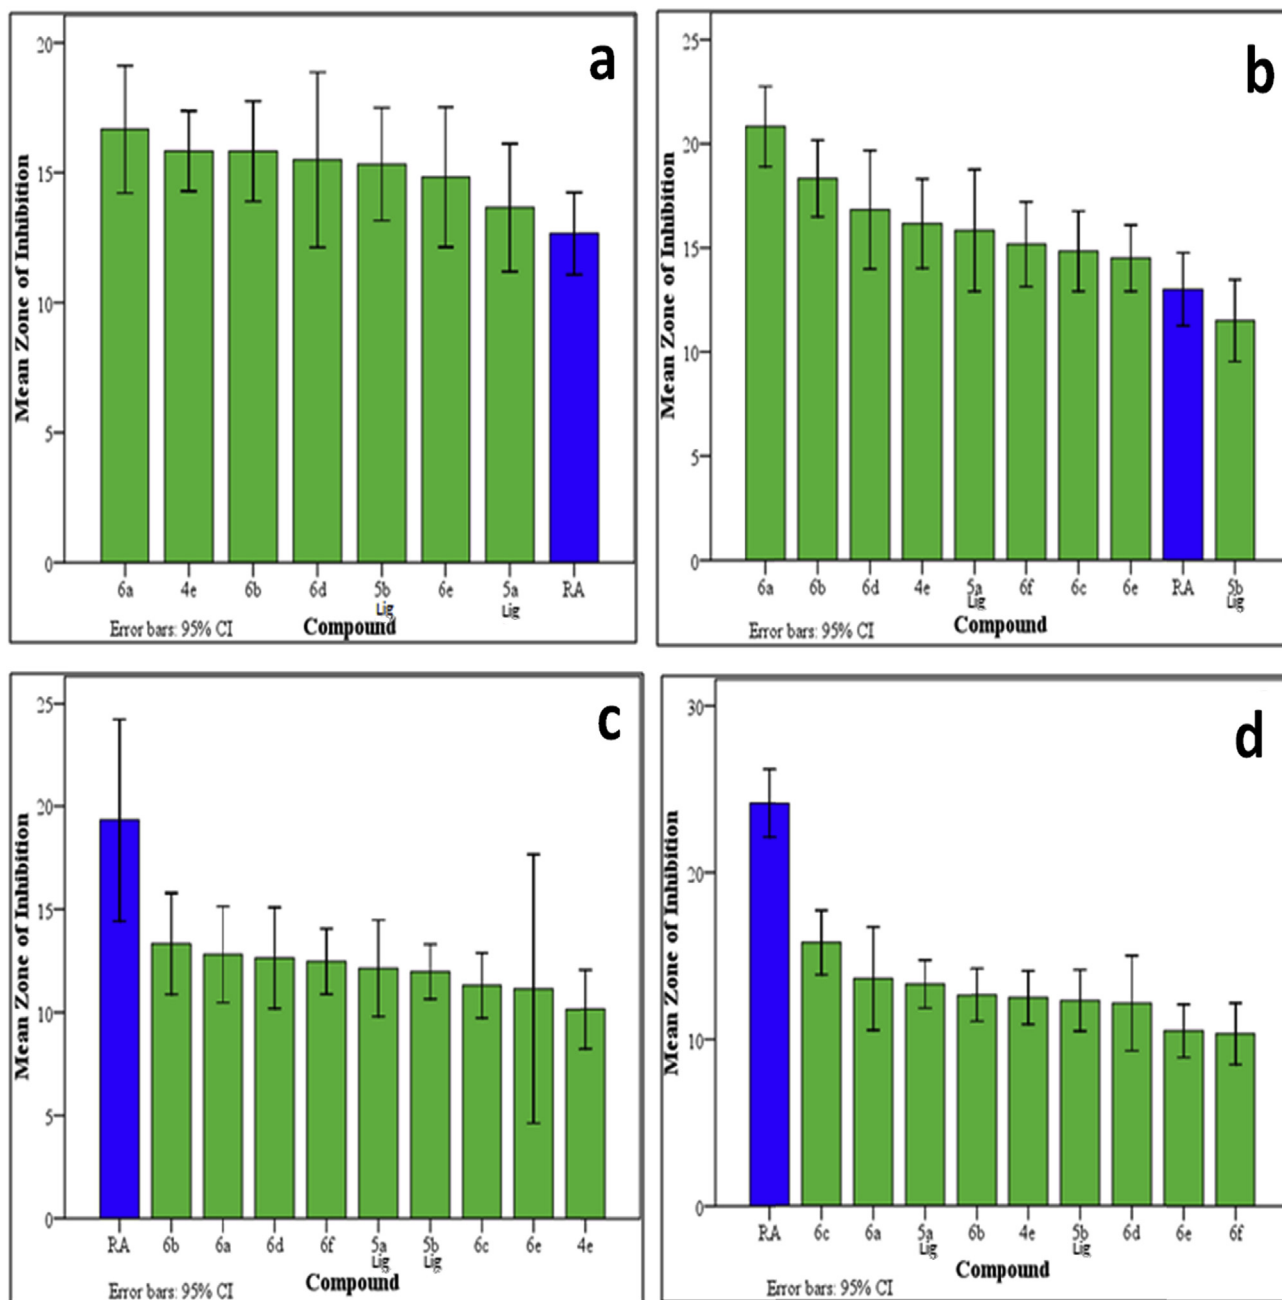 a
20
15
10
5
0
Mean Zone of Inhibition
6a 4e 6b 6d 5b 6e 5a RA
Lig Lig
Compound
Error bars: 95% CI
b
25
20
15
10
5
0
Mean Zone of Inhibition
6a 6b 6d 4e 5a 6f 6c 6e RA 5b
Lig Lig
Compound
Error bars: 95% CI
c
25
20
15
10
5
0
Mean Zone of Inhibition
RA 6b 6a 6d 6f 5a 5b 6c 6e 4e
Lig Lig
Compound
Error bars: 95% CI
d
30
20
10
0
Mean Zone of Inhibition
RA 6c 6a 5a 6b 4e 5b 6d 6e 6f
Lig Lig
Compound
Error bars: 95% CI